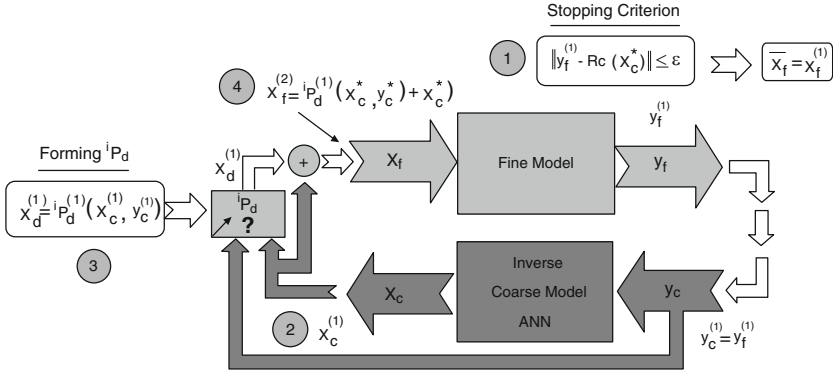 Stopping Criterion
1
‖y_f^(1) - Rc (x_c^*)‖ ≤ ε
x̄_f = x_f^(1)
4
x_f^(2) = ^iP_d^(1)(x_c^*, y_c^*) + x_c^*
y_f^(1)
Forming ^iP_d
x_d^(1)
+
X_f
Fine Model
y_f
x_d^(1) = ^iP_d^(1)(x_c^(1), y_c^(1))
^iP_d
?
3
X_c
Inverse
Coarse Model
ANN
y_c
2
x_c^(1)
y_c^(1) = y_f^(1)